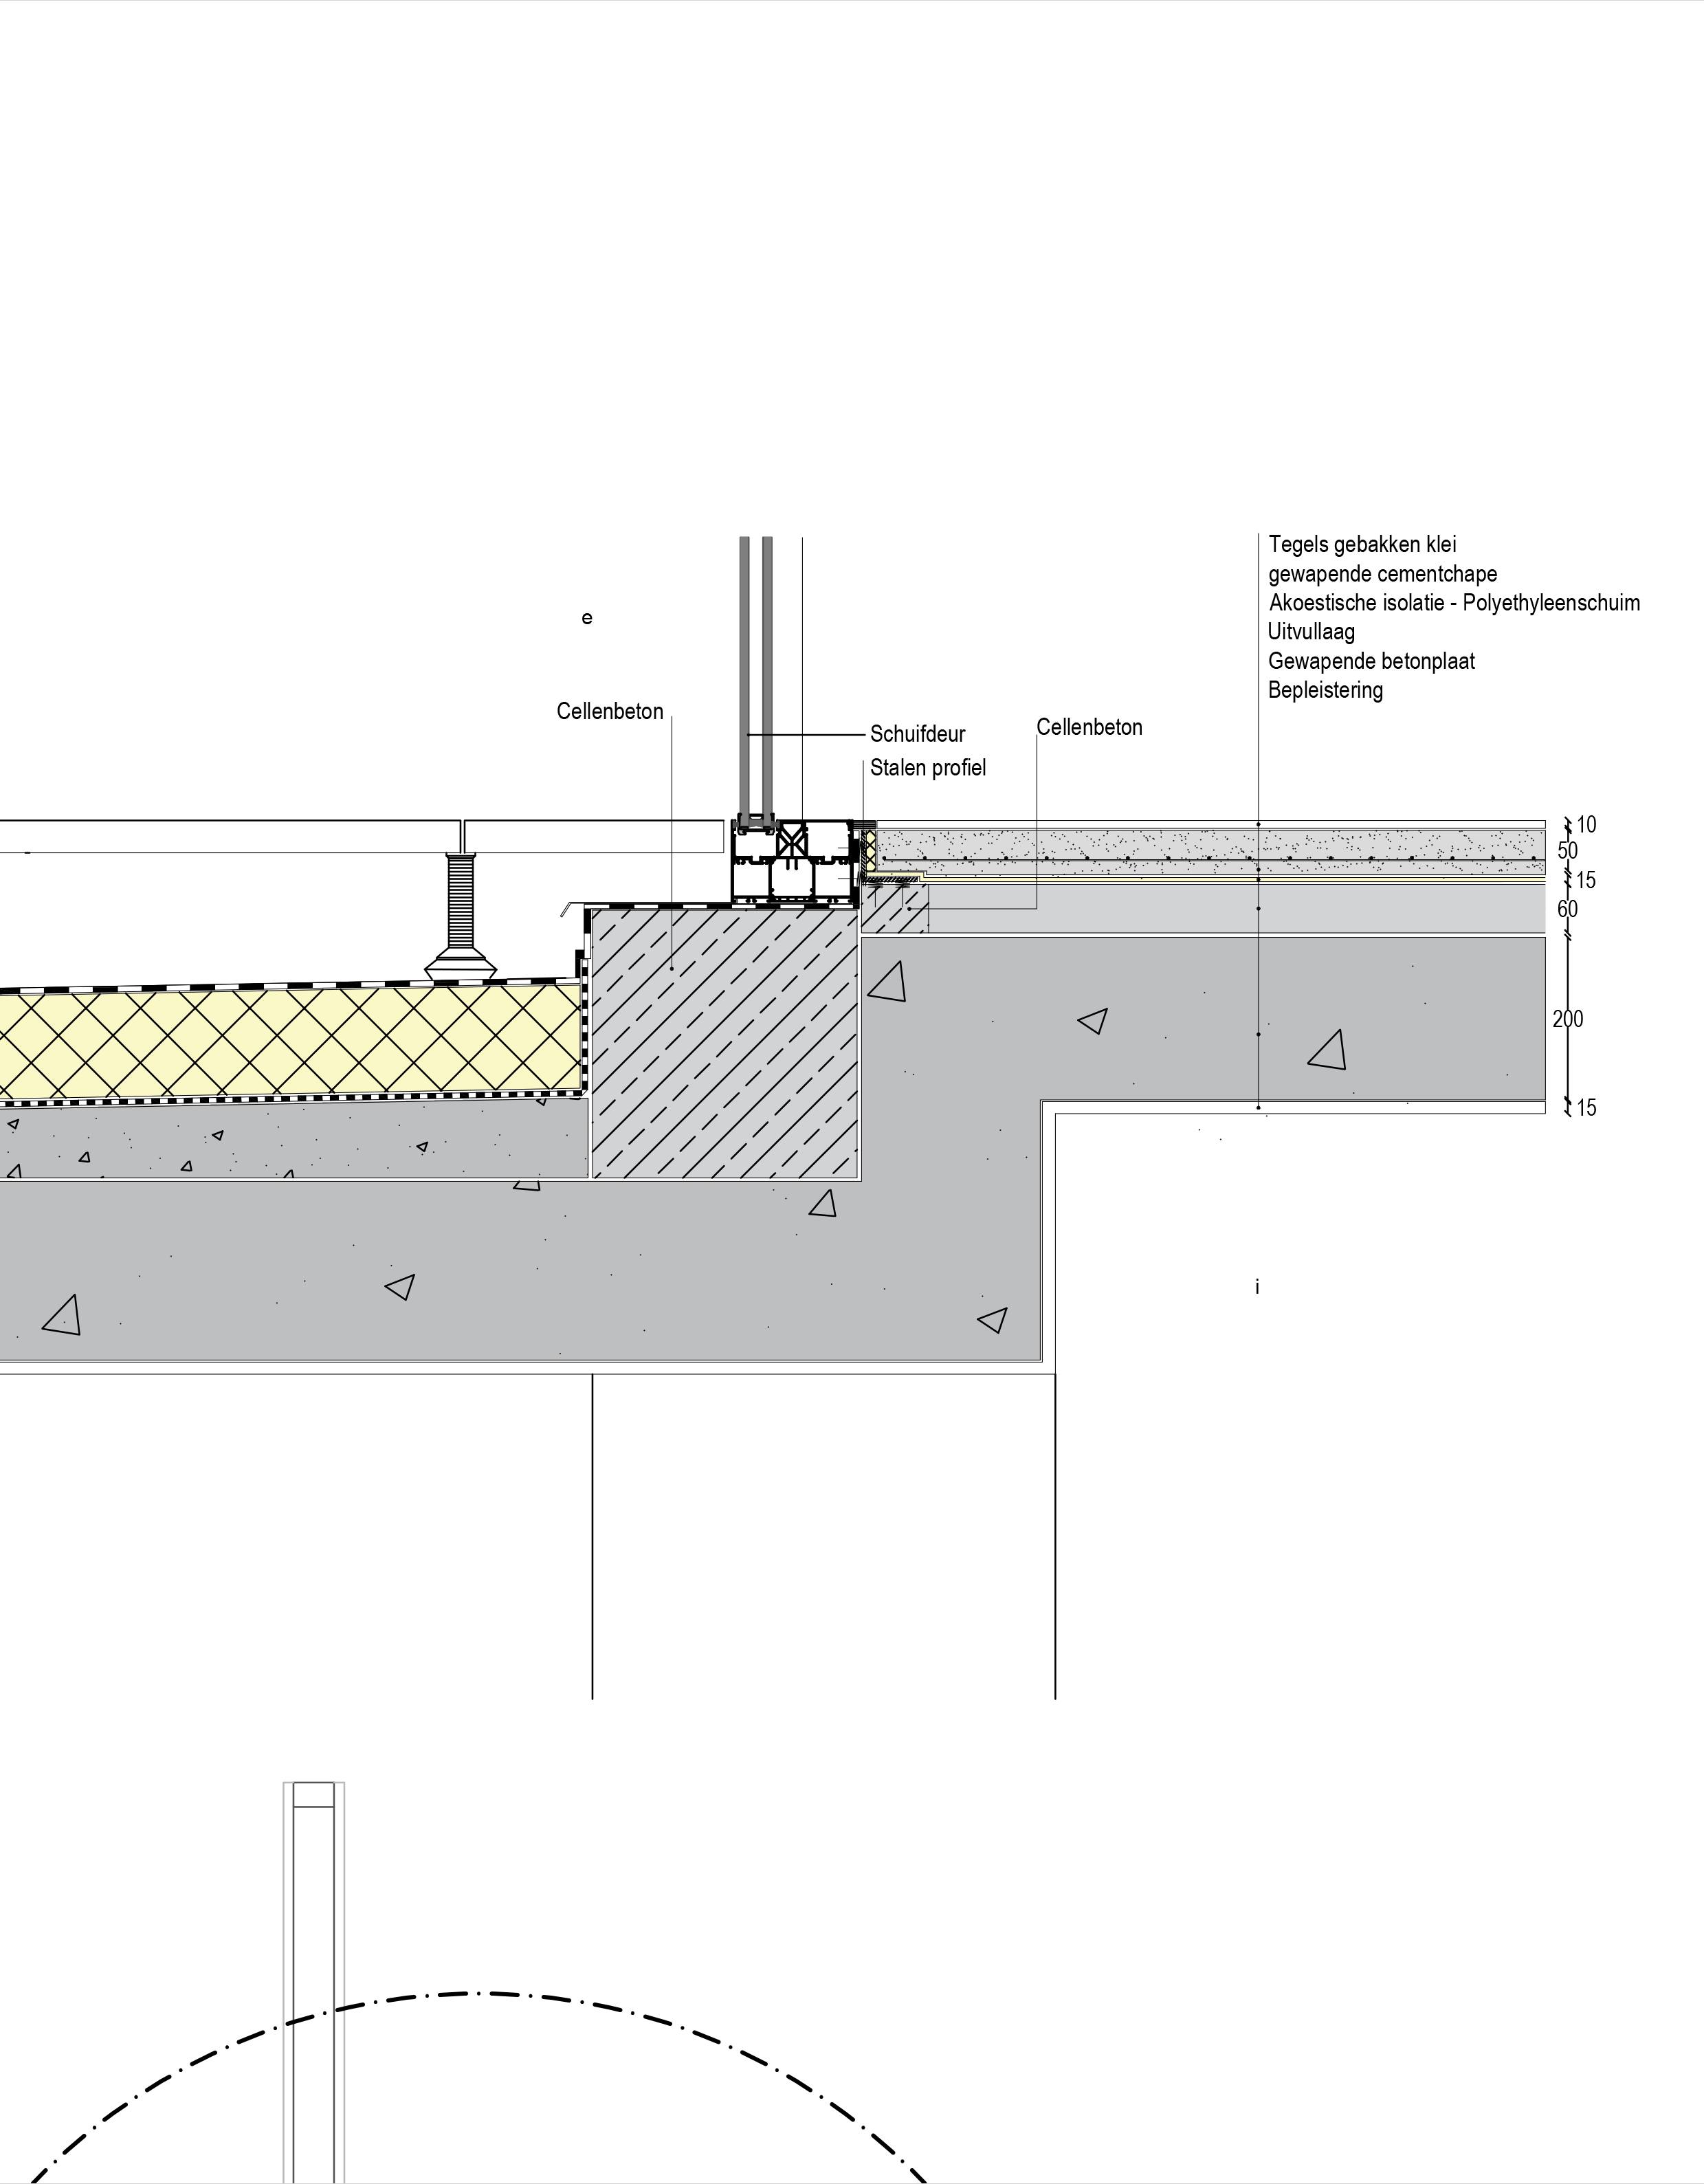 Tegels gebakken klei
gewapende cementchape
Akoestische isolatie - Polyethyleenschuim
Uitvullaag
Gewapende betonplaat
Bepleistering
e
Cellenbeton
Schuifdeur
Cellenbeton
Stalen profiel
10
50
15
60
200
15
i